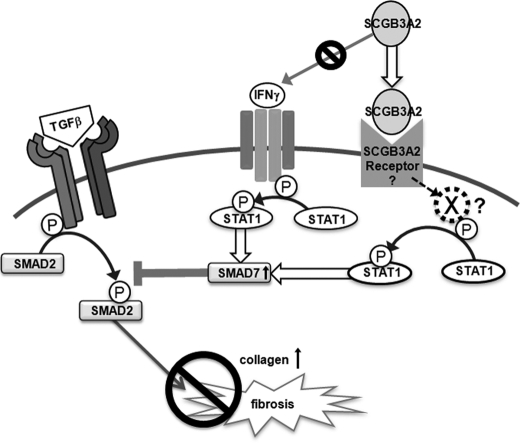 SCGB3A2
IFNγ
SCGB3A2
TGFβ
SCGB3A2
Receptor
?
P
X
?
P
P
P
STAT1
STAT1
P
P
SMAD2
SMAD7
STAT1
STAT1
P
SMAD2
collagen
fibrosis